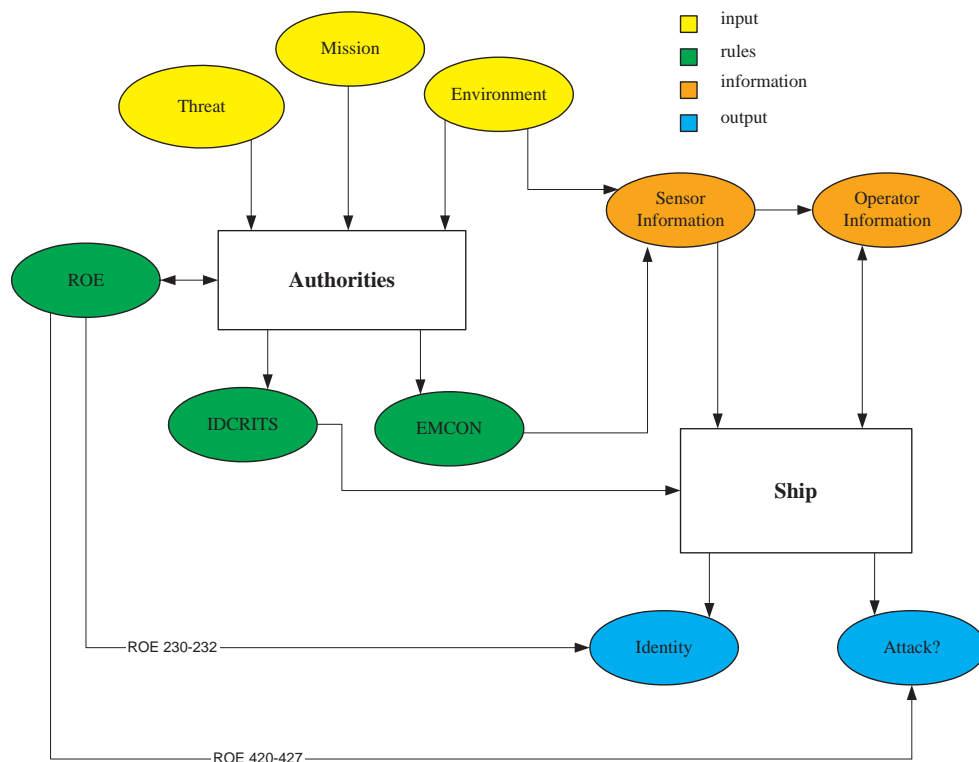 input
Mission
rules
Environment
information
Threat
output
Sensor
Information
Operator
Information
ROE
Authorities
IDCRITS
EMCON
Ship
ROE 230-232
Identity
Attack?
ROE 420-427